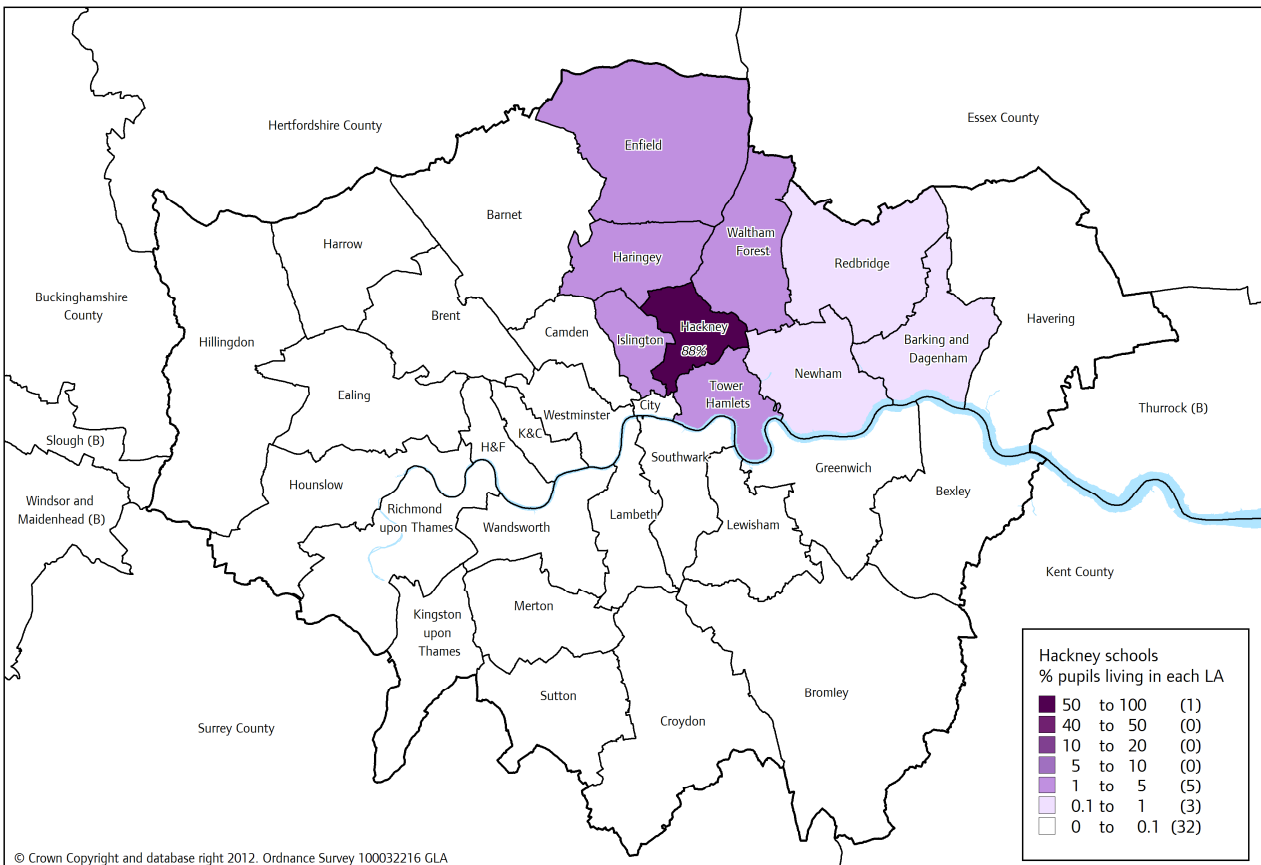 Hertfordshire County
Essex County
Enfield
Barnet
Waltham
Forest
Harrow
Haringey
Redbridge
Buckinghamshire
County
Brent
Camden
Hackney
88%
Islington
Havering
Hillingdon
Barking and
Dagenham
Newham
Tower
Hamlets
Ealing
City
Westminster
K&C
H&F
Thurrock (B)
Slough (B)
Southwark
Greenwich
Hounslow
Bexley
Windsor and
Maidenhead (B)
Richmond
upon Thames
Wandsworth
Lambeth
Lewisham
Kent County
Merton
Kingston
upon
Thames
Sutton
Bromley
Croydon
Surrey County
Hackney schools
% pupils living in each LA
50 to 100 (1)
40 to 50 (0)
10 to 20 (0)
5 to 10 (0)
1 to 5 (5)
0.1 to 1 (3)
0 to 0.1 (32)
© Crown Copyright and database right 2012. Ordnance Survey 100032216 GLA